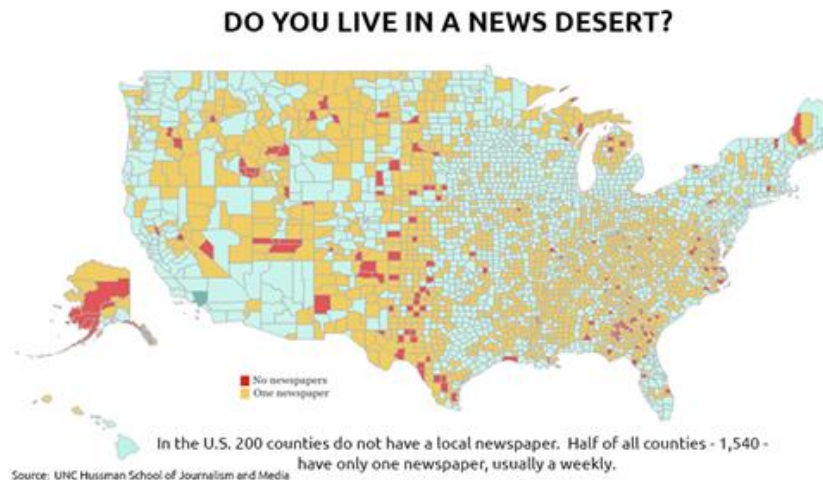 DO YOU LIVE IN A NEWS DESERT?
No newspapers
One newspaper
In the U.S. 200 counties do not have a local newspaper. Half of all counties - 1,540 -
have only one newspaper, usually a weekly.
Source: UNC Hussman School of Journalism and Media